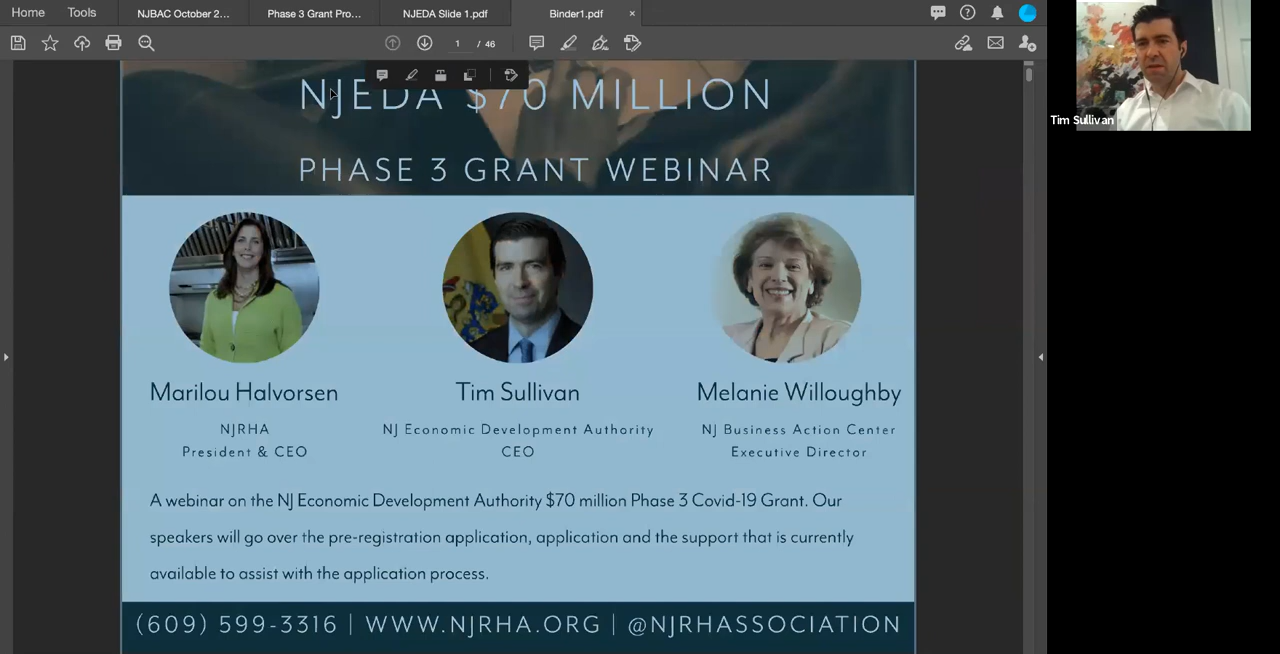 Home Tools NJBAC October 2... Phase 3 Grant Pro... NJEDA Slide 1.pdf Binder1.pdf ×
1 / 46
Tim Sullivan
NJEDA $70 MILLION
PHASE 3 GRANT WEBINAR
Marilou Halvorsen
NJRHA
President & CEO
Tim Sullivan
NJ Economic Development Authority
CEO
Melanie Willoughby
NJ Business Action Center
Executive Director
A webinar on the NJ Economic Development Authority $70 million Phase 3 Covid-19 Grant. Our
speakers will go over the pre-registration application, application and the support that is currently
available to assist with the application process.
(609) 599-3316 | WWW.NJRHA.ORG | @NJRHASSOCIATION